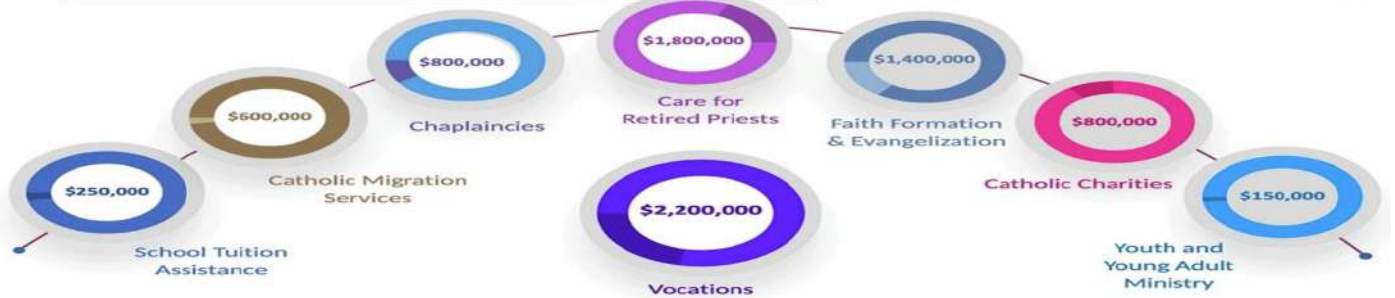 $250,000
School Tuition
Assistance
$600,000
Catholic Migration
Services
$800,000
Chaplaincies
$1,800,000
Care for
Retired Priests
$1,400,000
Faith Formation
& Evangelization
$800,000
Catholic Charities
$150,000
Youth and
Young Adult
Ministry
$2,200,000
Vocations